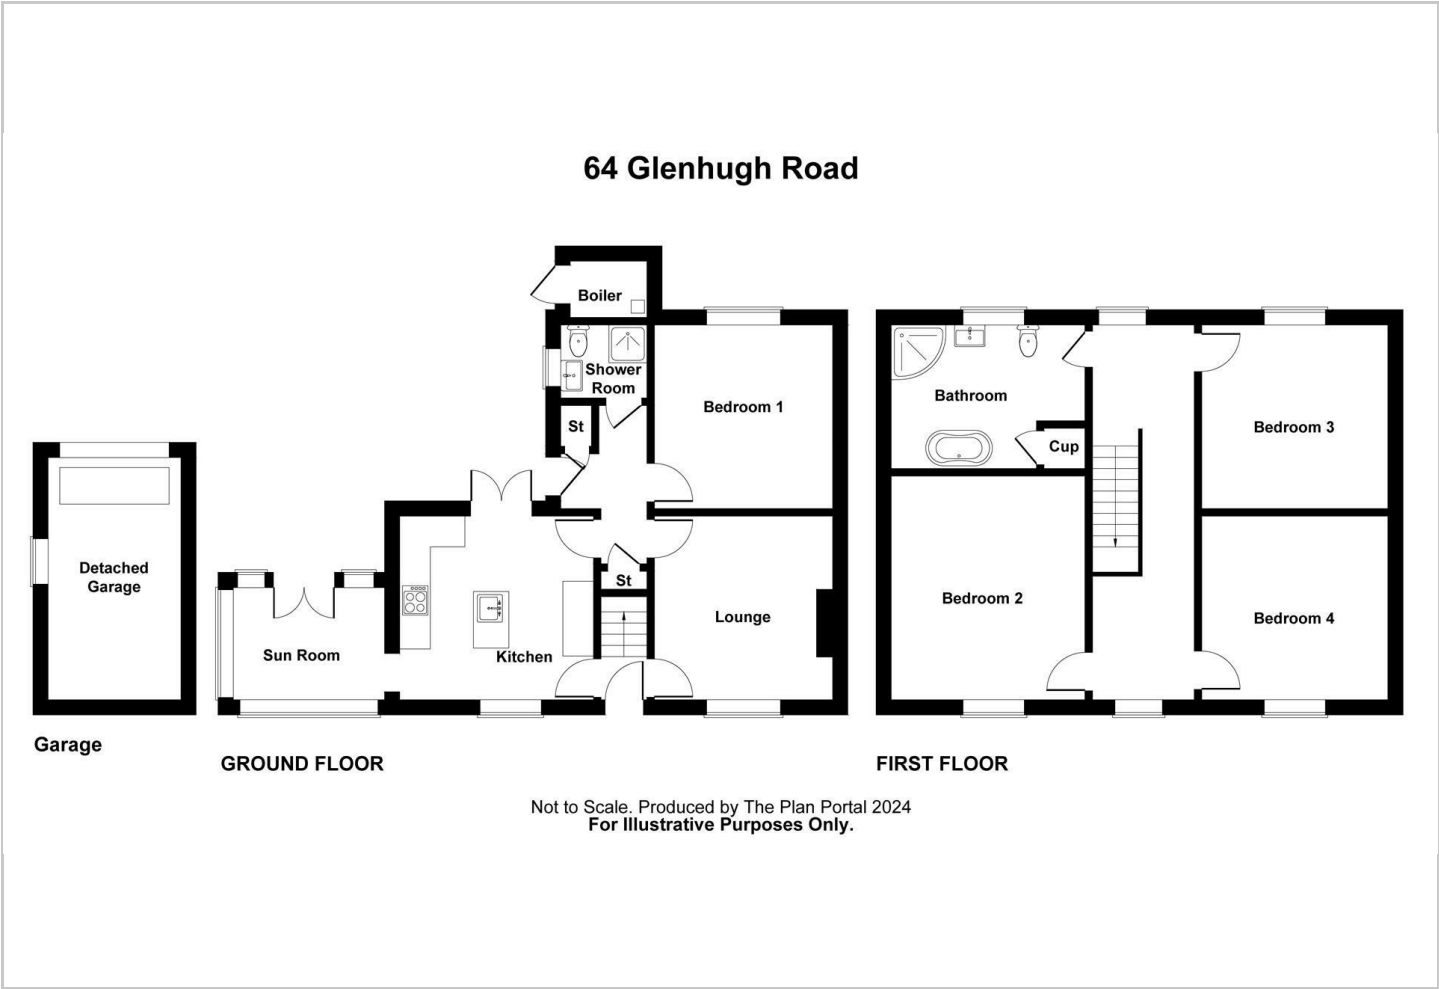 64 Glenhugh Road
Boiler
Shower
Room
St
Bedroom 1
Detached
Garage
Sun Room
Kitchen
St
Lounge
Bathroom
Cup
Bedroom 3
Bedroom 2
Bedroom 4
Garage
GROUND FLOOR
FIRST FLOOR
Not to Scale. Produced by The Plan Portal 2024
For Illustrative Purposes Only.